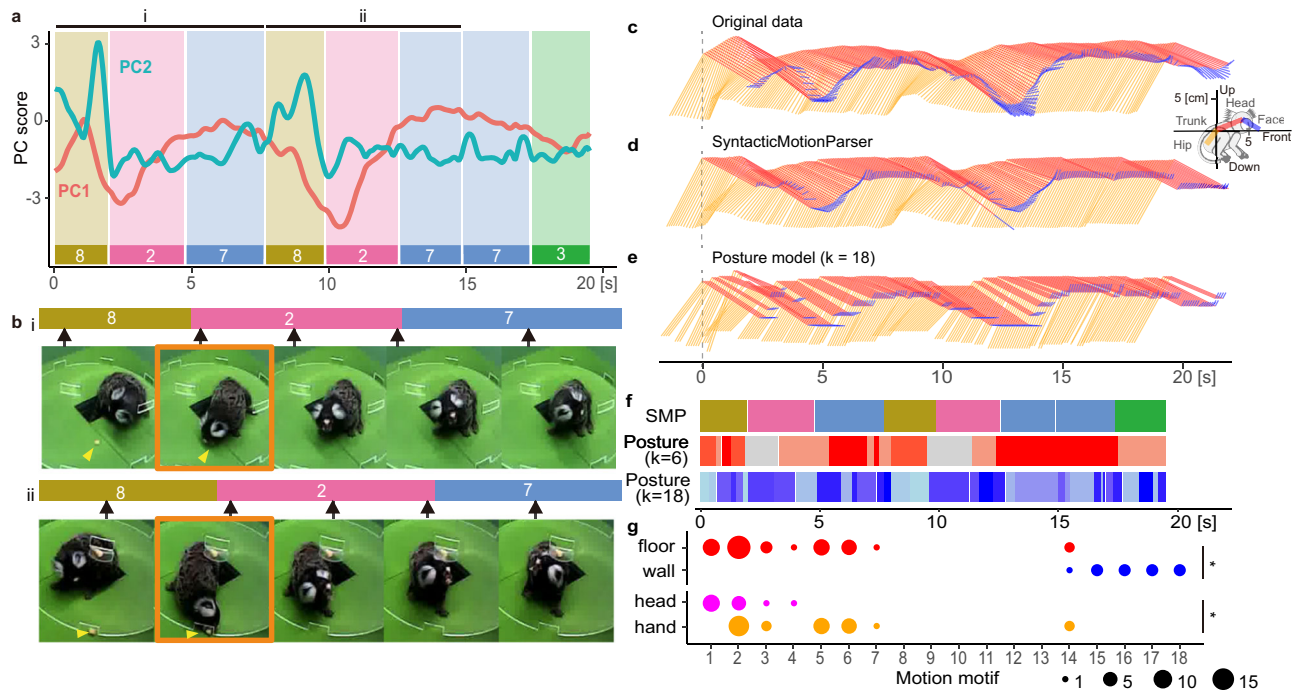 a
i
ii
3
0
-3
PC score
PC2
PC1
8 2 7 8 2 7 7 3
0 5 10 15 20 [s]
b
i
8 2 7
ii
8 2 7
c
Original data
d
SyntacticMotionParser
e
Posture model (k = 18)
0 5 10 15 20 [s]
5 [cm]
Up
Head
Trunk
Face
5
Front
Hip
Down
f
SMP
Posture
(k=6)
Posture
(k=18)
0 5 10 15 20 [s]
g
floor
wall
*
head
hand
*
1 2 3 4 5 6 7 8 9 10 11 12 13 14 15 16 17 18
Motion motif
1 5 10 15